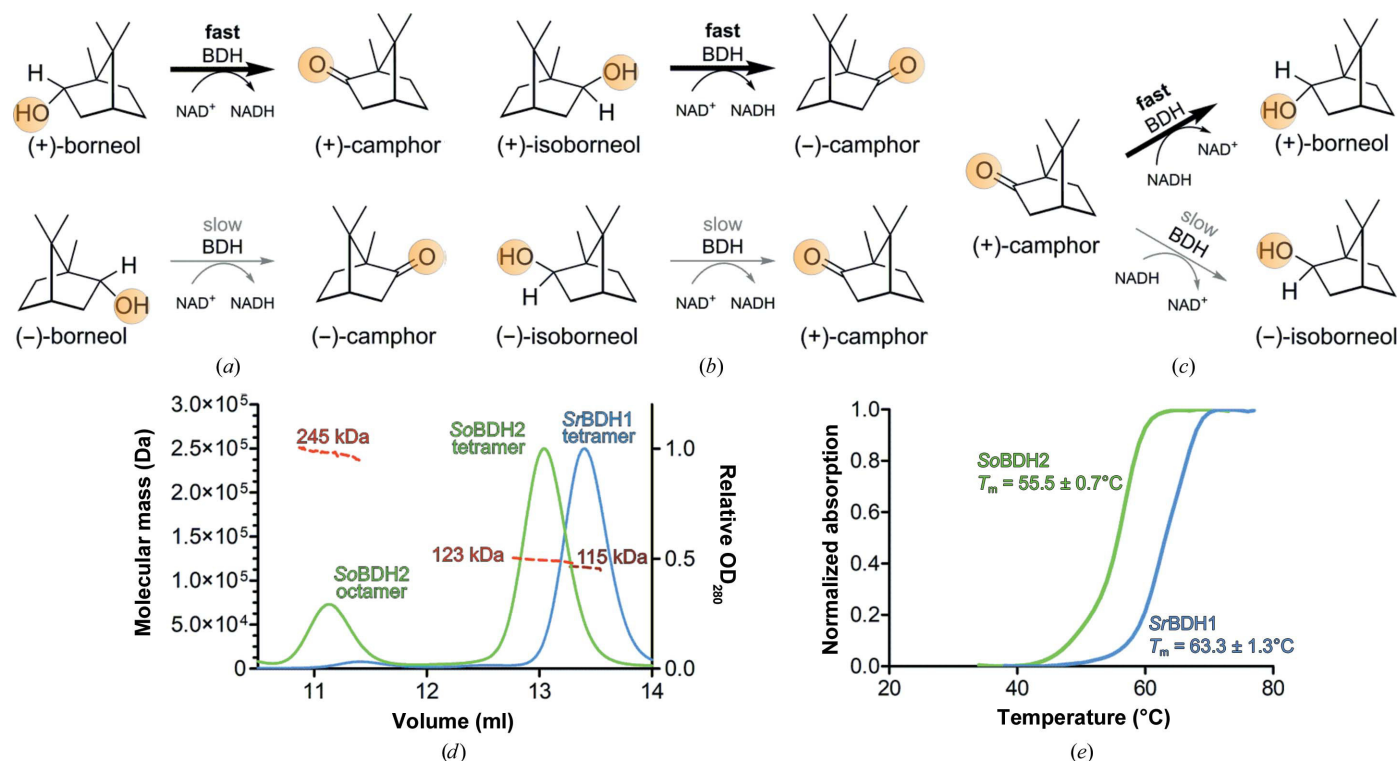 fast
BDH
NAD⁺ NADH
H
HO
(+)-borneol
O
(+)-camphor
OH
H
(+)-isoborneol
fast
BDH
NAD⁺ NADH
O
(−)-camphor
slow
BDH
NAD⁺ NADH
H
OH
(−)-borneol
O
(−)-camphor
HO
H
(−)-isoborneol
slow
BDH
NAD⁺ NADH
O
(+)-camphor
O
(+)-camphor
fast
BDH
NADH
NAD⁺
H
HO
(+)-borneol
slow
BDH
NADH
NAD⁺
HO
H
(−)-isoborneol
(a)
(b)
(c)
Molecular mass (Da)
3.0×10⁵
2.5×10⁵
2.0×10⁵
1.5×10⁵
1.0×10⁵
5.0×10⁴
0
245 kDa
SoBDH2
octamer
SoBDH2
tetramer
SrBDH1
tetramer
123 kDa
115 kDa
1.0
0.5
0.0
Relative OD₂₈₀
11 12 13 14
Volume (ml)
(d)
Normalized absorption
1.0
0.8
0.6
0.4
0.2
0.0
SoBDH2
Tₘ = 55.5 ± 0.7°C
SrBDH1
Tₘ = 63.3 ± 1.3°C
20 40 60 80
Temperature (°C)
(e)